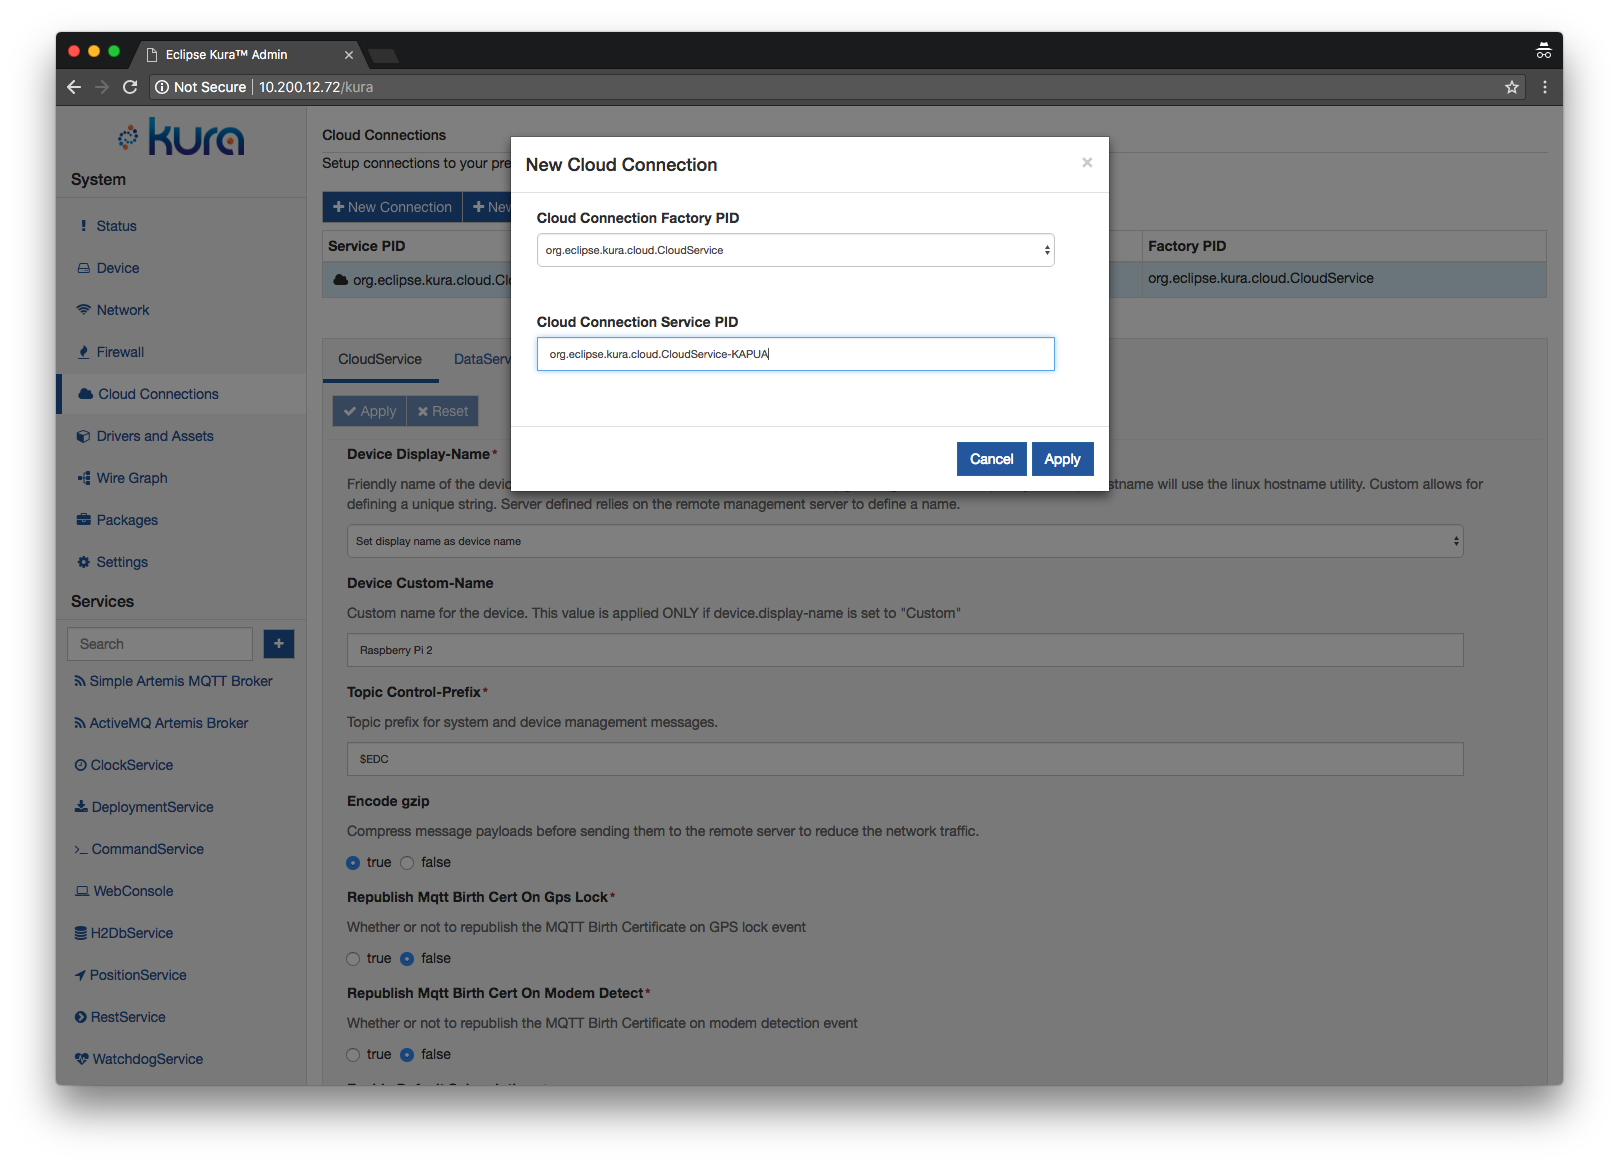 Eclipse Kura™ Admin
Not Secure | 10.200.12.72/kura
kura
System
Status
Device
Network
Firewall
Cloud Connections
Drivers and Assets
Wire Graph
Packages
Settings
Services
Search
Simple Artemis MQTT Broker
ActiveMQ Artemis Broker
ClockService
DeploymentService
CommandService
WebConsole
H2DbService
PositionService
RestService
WatchdogService
Cloud Connections
Setup connections to your pre
New Connection
New
Service PID
Factory PID
org.eclipse.kura.cloud.Cl
org.eclipse.kura.cloud.CloudService
New Cloud Connection
Cloud Connection Factory PID
org.eclipse.kura.cloud.CloudService
Cloud Connection Service PID
org.eclipse.kura.cloud.CloudService-KAPUA
Cancel
Apply
CloudService
DataServ
Apply
Reset
Device Display-Name*
Friendly name of the devic stname will use the linux hostname utility. Custom allows for
defining a unique string. Server defined relies on the remote management server to define a name.
Set display name as device name
Device Custom-Name
Custom name for the device. This value is applied ONLY if device.display-name is set to "Custom"
Raspberry Pi 2
Topic Control-Prefix*
Topic prefix for system and device management messages.
$EDC
Encode gzip
Compress message payloads before sending them to the remote server to reduce the network traffic.
true false
Republish Mqtt Birth Cert On Gps Lock*
Whether or not to republish the MQTT Birth Certificate on GPS lock event
true false
Republish Mqtt Birth Cert On Modem Detect*
Whether or not to republish the MQTT Birth Certificate on modem detection event
true false